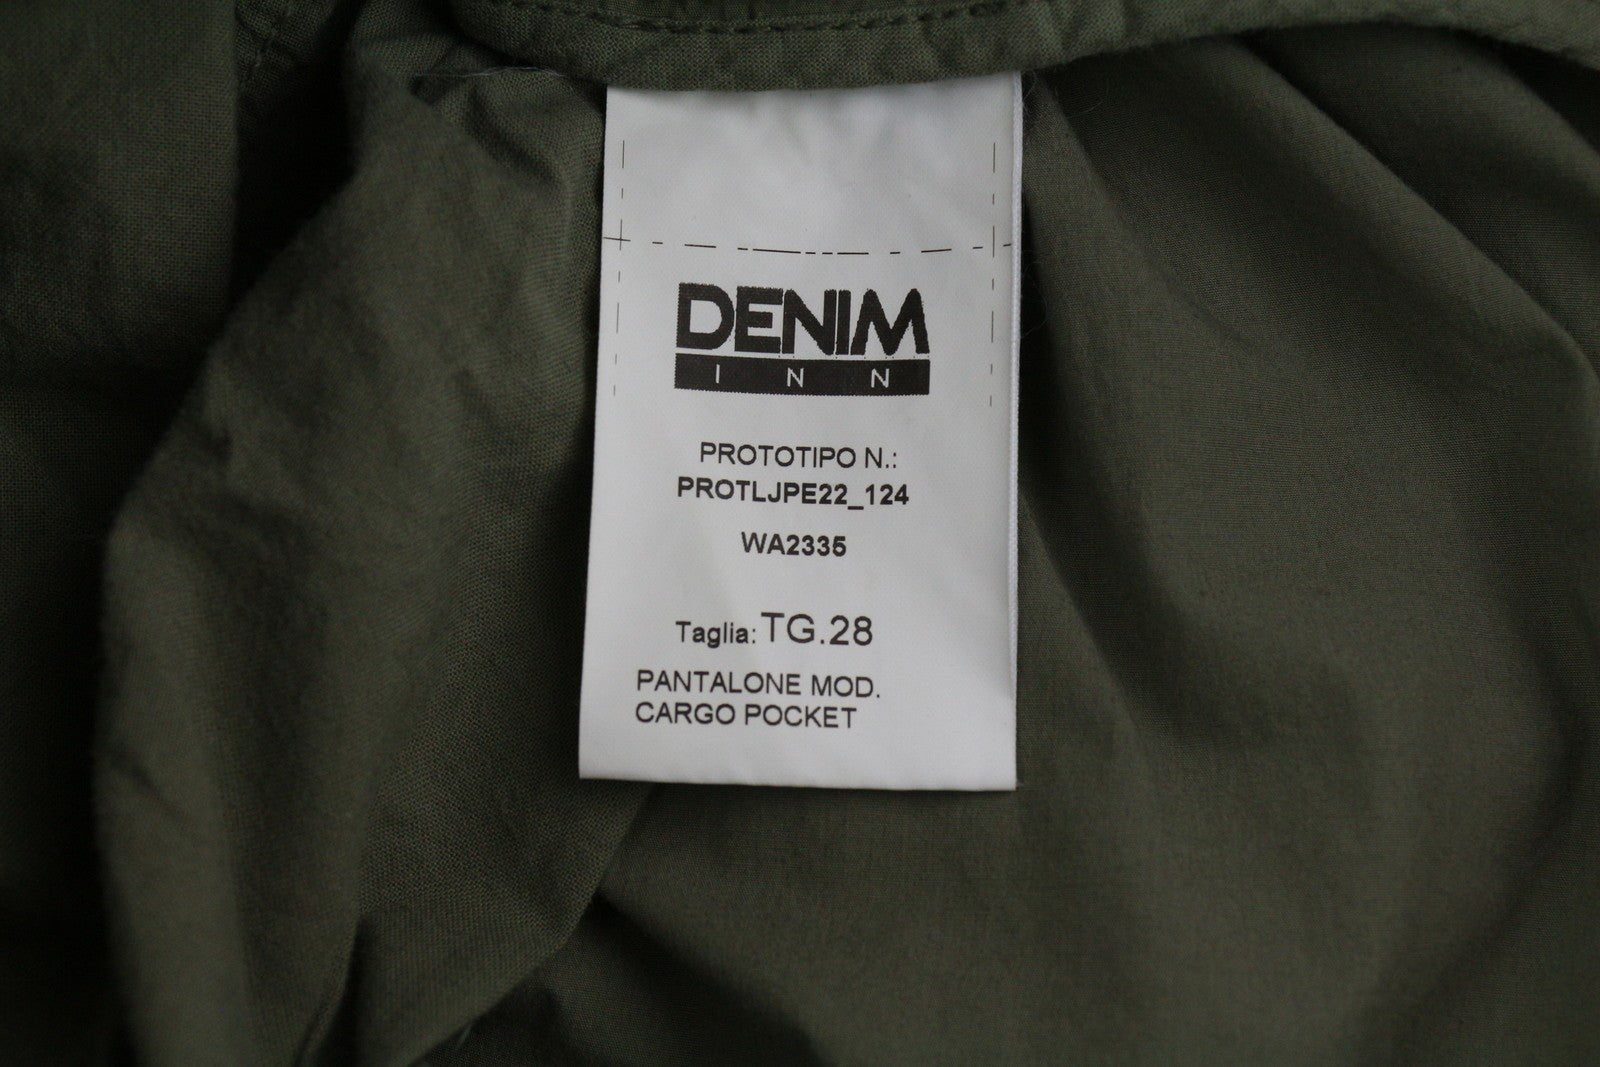 DENIM
INN
PROTOTIPO N.:
PROTLJPE22_124
WA2335
Taglia: TG.28
PANTALONE MOD.
CARGO POCKET